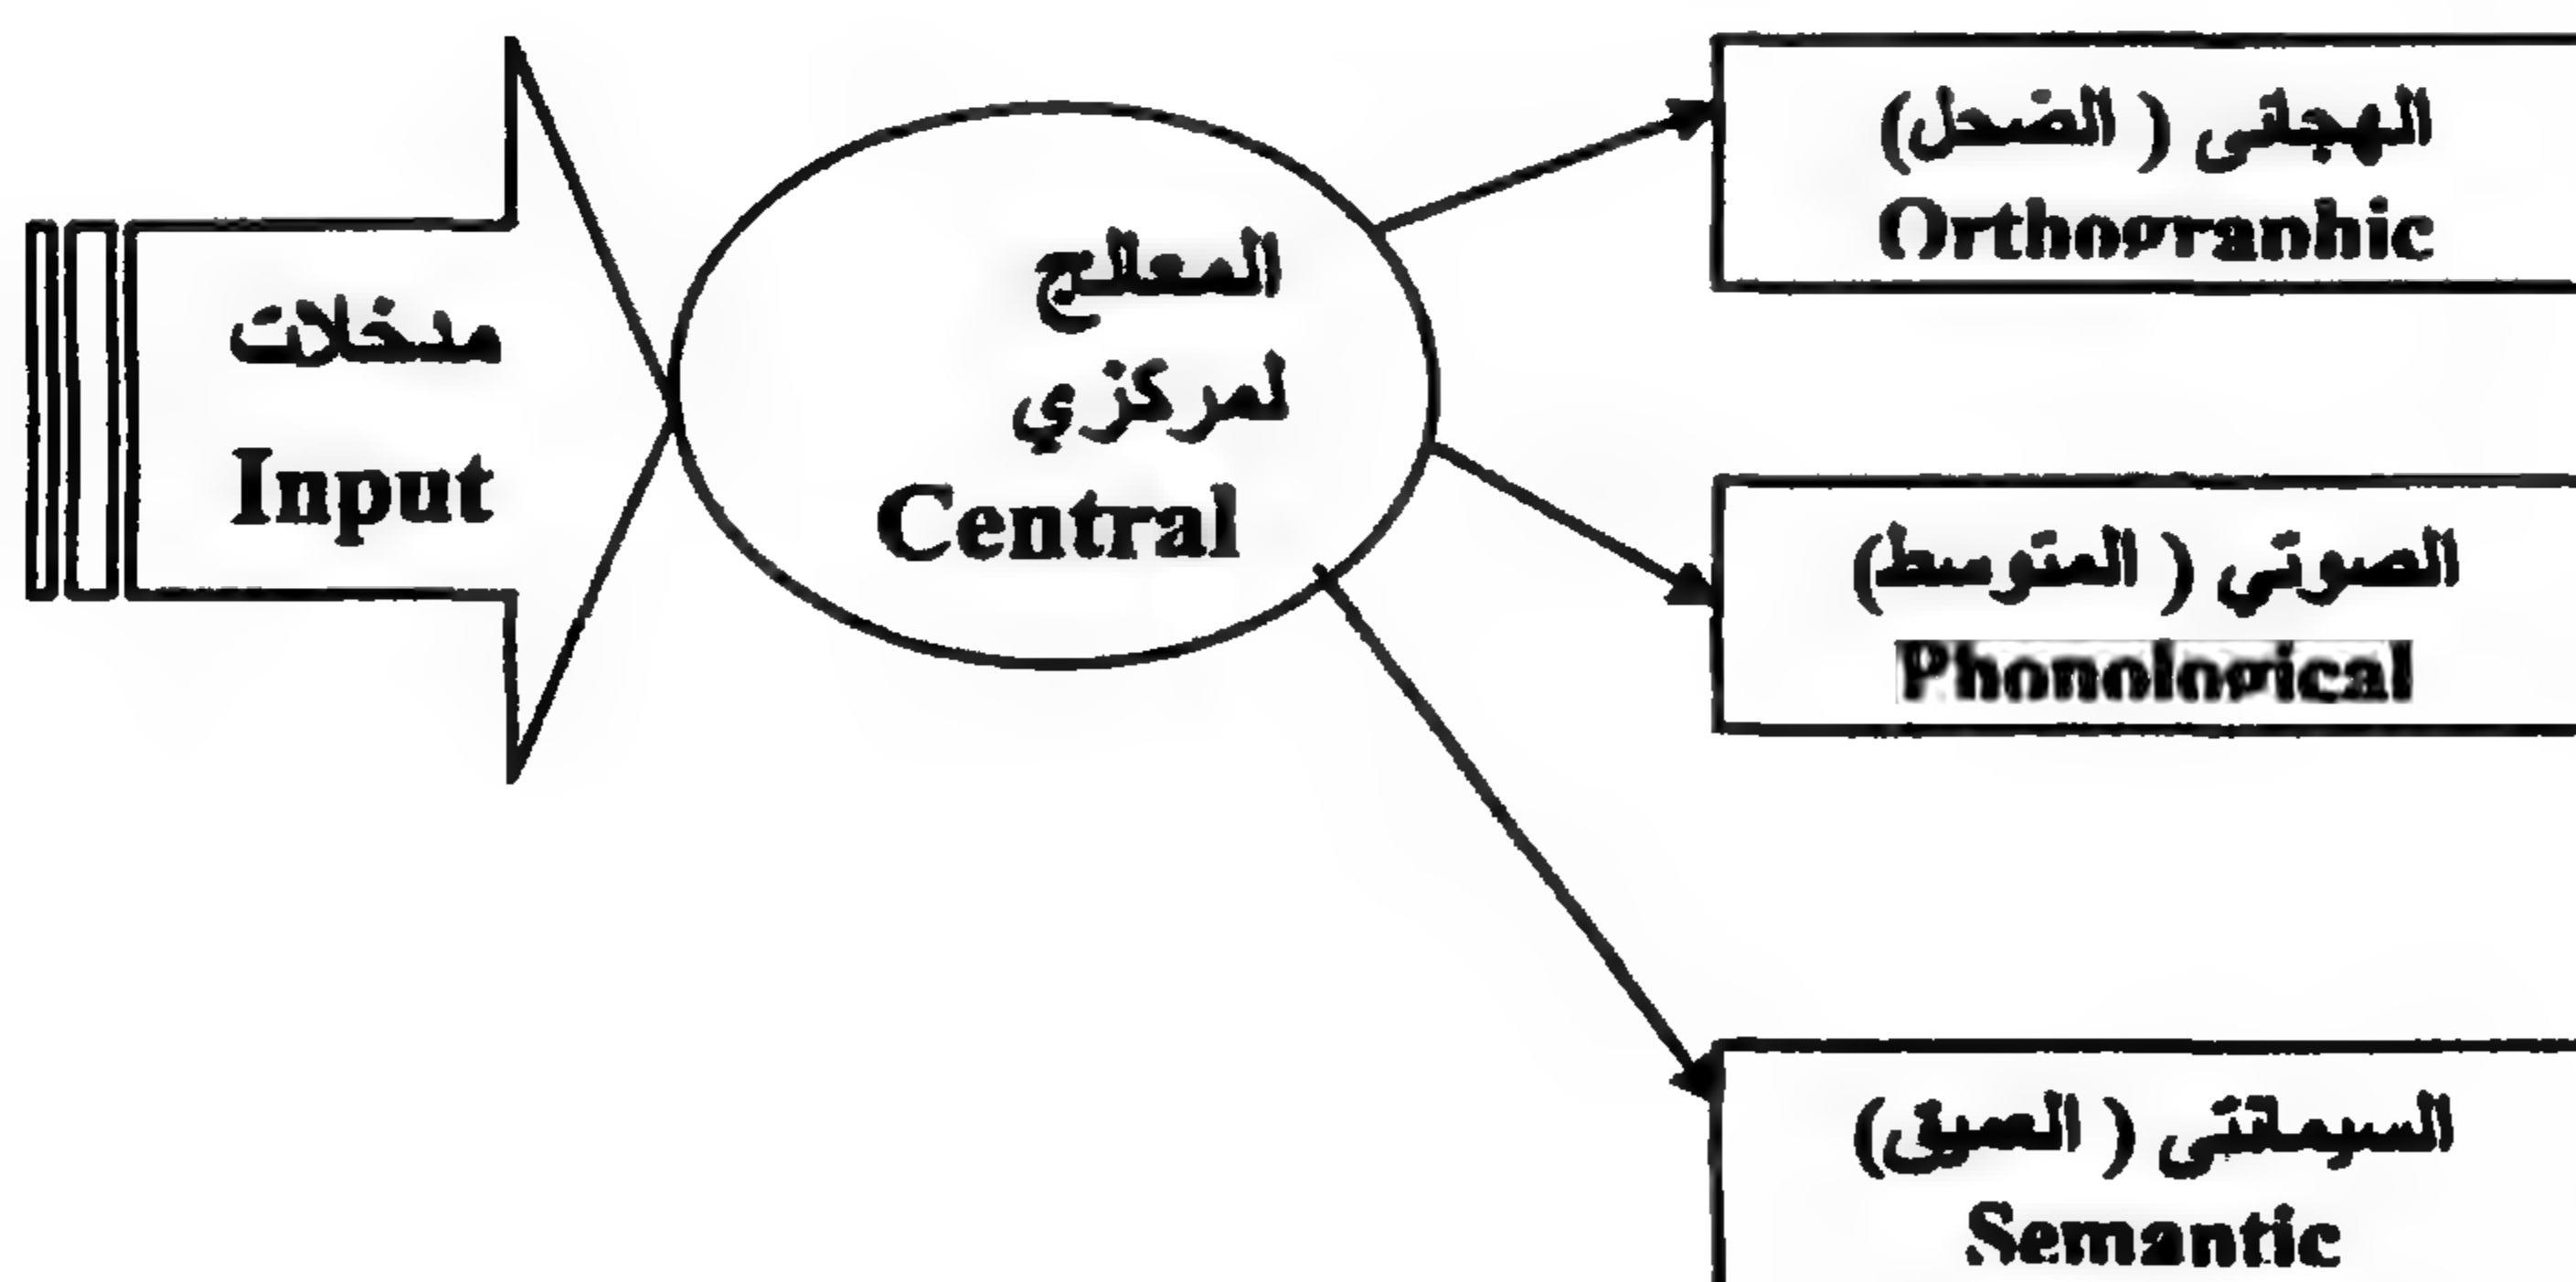 مدخلات
Input
المعالج
لمركزي
Central
الهجائى ( الضحل)
Orthographic
الصوتي ( المتوسط)
Phonological
السيمانتى ( العميق)
Semantic